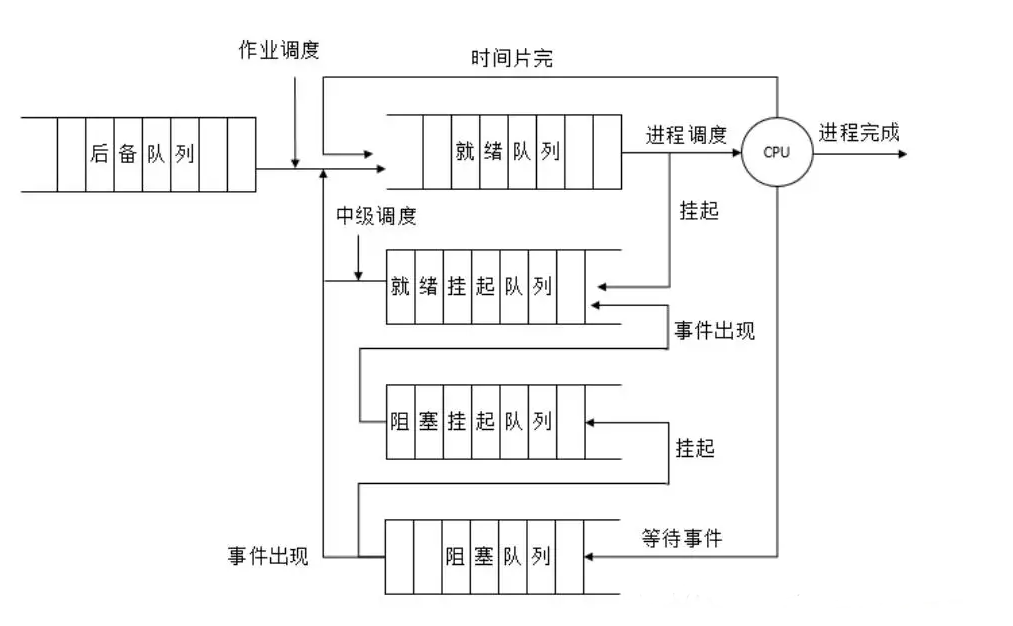 作业调度
时间片完
后备队列
就绪队列
进程调度
CPU
进程完成
挂起
中级调度
就绪挂起队列
事件出现
阻塞挂起队列
挂起
事件出现
阻塞队列
等待事件